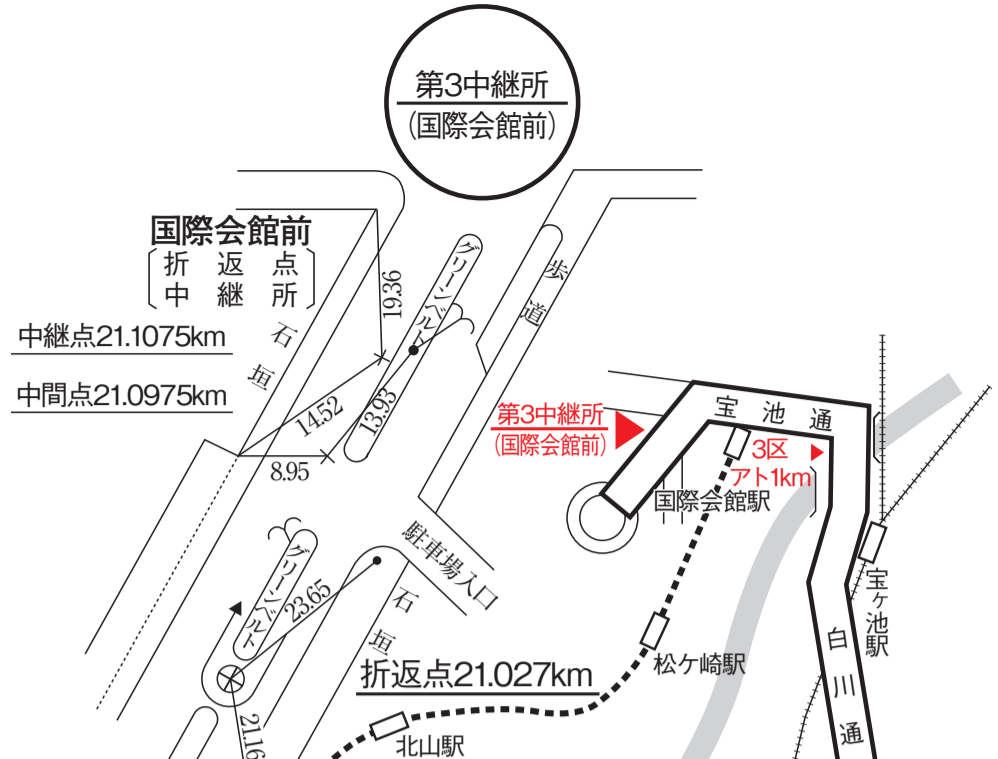 第3中継所
(国際会館前)
国際会館前
折返点
中継所
中継点21.1075km
中間点21.0975km
石垣
19.36
グリーンベルト
歩道
14.52
13.93
8.95
第3中継所
(国際会館前)
宝池通
3区
アト1km
国際会館駅
駐車場入口
グリーンベルト
23.65
石垣
宝ヶ池駅
白川通
松ケ崎駅
折返点21.027km
21.16
北山駅